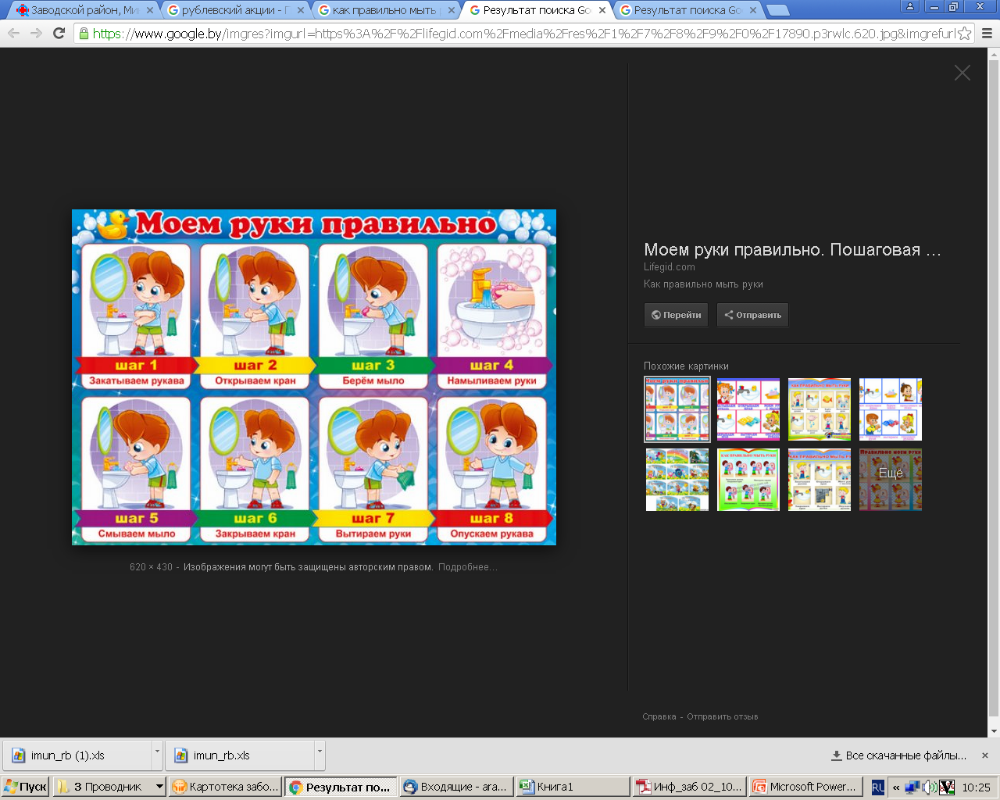 Заводской район, Ми
рублевский акции - П
как правильно мыть
Результат поиска Go
Результат поиска Go
https://www.google.by/imgres?imgurl=https%3A%2F%2Flifegid.com%2Fmedia%2Fres%2F1%2F7%2F8%2F9%2F0%2F17890.p3rwlc.620.jpg&imgrefurl
Моем руки правильно
шаг 1
Закатываем рукава
шаг 2
Открываем кран
шаг 3
Берём мыло
шаг 4
Намыливаем руки
шаг 5
Смываем мыло
шаг 6
Закрываем кран
шаг 7
Вытираем руки
шаг 8
Опускаем рукава
620 × 430 - Изображения могут быть защищены авторским правом. Подробнее...
Моем руки правильно. Пошаговая ...
Lifegid.com
Как правильно мыть руки
Перейти
Отправить
Похожие картинки
Ещё
Справка - Отправить отзыв
imun_rb (1).xls
imun_rb.xls
Все скачанные файлы...
Пуск
3 Проводник
Картотека забо...
Результат по...
Входящие - ara...
Книга1
Инф_заб 02_10...
Microsoft Power...
RU
10:25